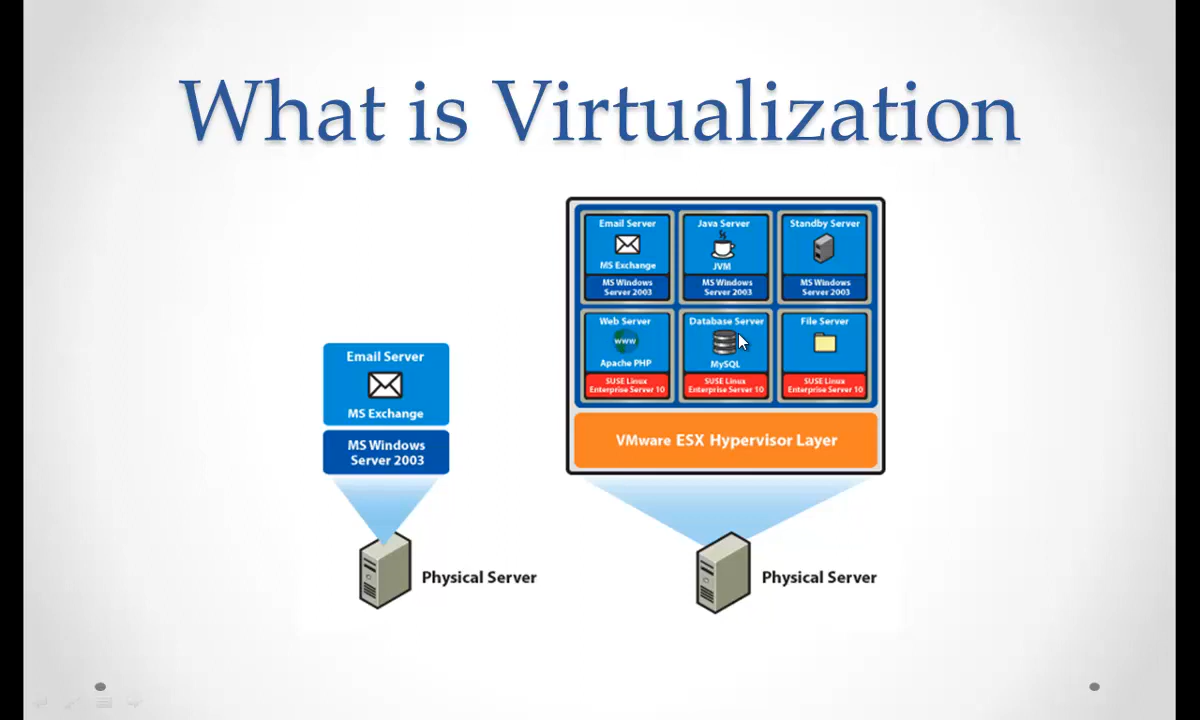 What is Virtualization
Email Server
MS Exchange
MS Windows
Server 2003
Physical Server
Email Server
MS Exchange
MS Windows
Server 2003
Java Server
JVM
MS Windows
Server 2003
Standby Server
MS Windows
Server 2003
Web Server
www
Apache PHP
SUSE Linux
Enterprise Server 10
Database Server
MySQL
SUSE Linux
Enterprise Server 10
File Server
SUSE Linux
Enterprise Server 10
VMware ESX Hypervisor Layer
Physical Server